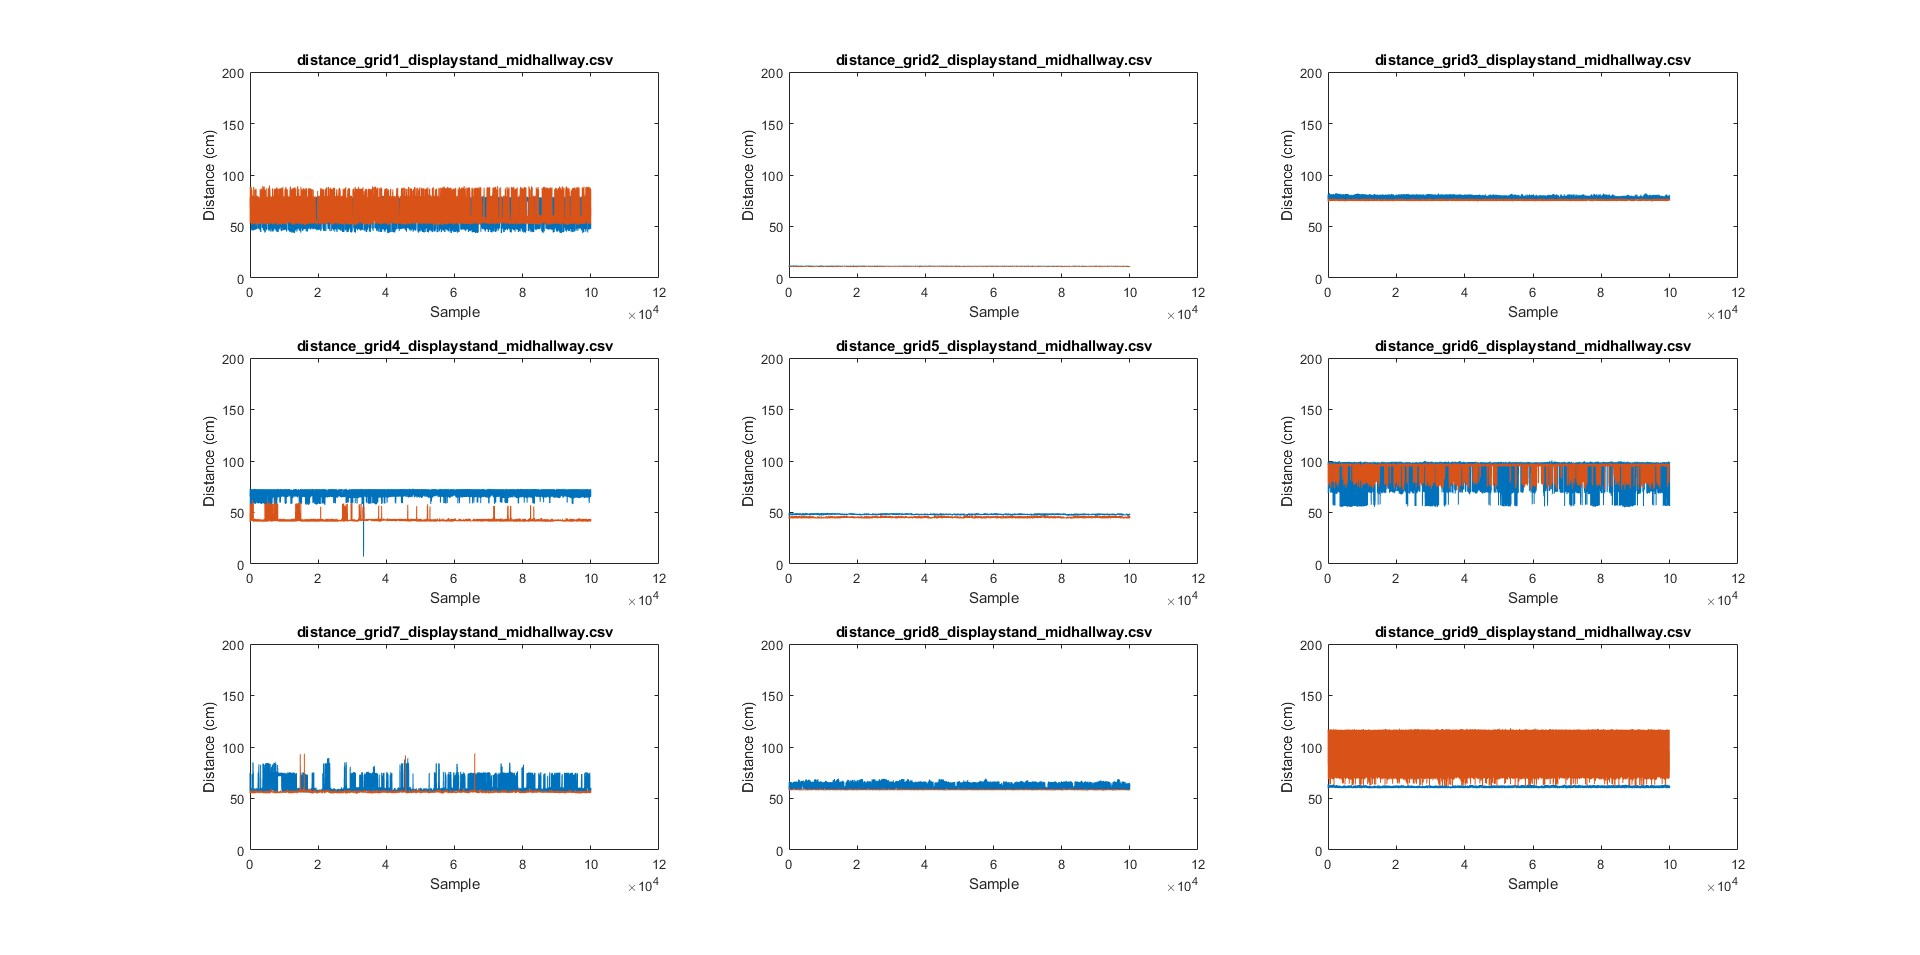 distance_grid1_displaystand_midhallway.csv
200
150
100
50
0
Distance (cm)
0 2 4 6 8 10 12
×10^4
Sample
distance_grid2_displaystand_midhallway.csv
200
150
100
50
0
Distance (cm)
0 2 4 6 8 10 12
×10^4
Sample
distance_grid3_displaystand_midhallway.csv
200
150
100
50
0
Distance (cm)
0 2 4 6 8 10 12
×10^4
Sample
distance_grid4_displaystand_midhallway.csv
200
150
100
50
0
Distance (cm)
0 2 4 6 8 10 12
×10^4
Sample
distance_grid5_displaystand_midhallway.csv
200
150
100
50
0
Distance (cm)
0 2 4 6 8 10 12
×10^4
Sample
distance_grid6_displaystand_midhallway.csv
200
150
100
50
0
Distance (cm)
0 2 4 6 8 10 12
×10^4
Sample
distance_grid7_displaystand_midhallway.csv
200
150
100
50
0
Distance (cm)
0 2 4 6 8 10 12
×10^4
Sample
distance_grid8_displaystand_midhallway.csv
200
150
100
50
0
Distance (cm)
0 2 4 6 8 10 12
×10^4
Sample
distance_grid9_displaystand_midhallway.csv
200
150
100
50
0
Distance (cm)
0 2 4 6 8 10 12
×10^4
Sample